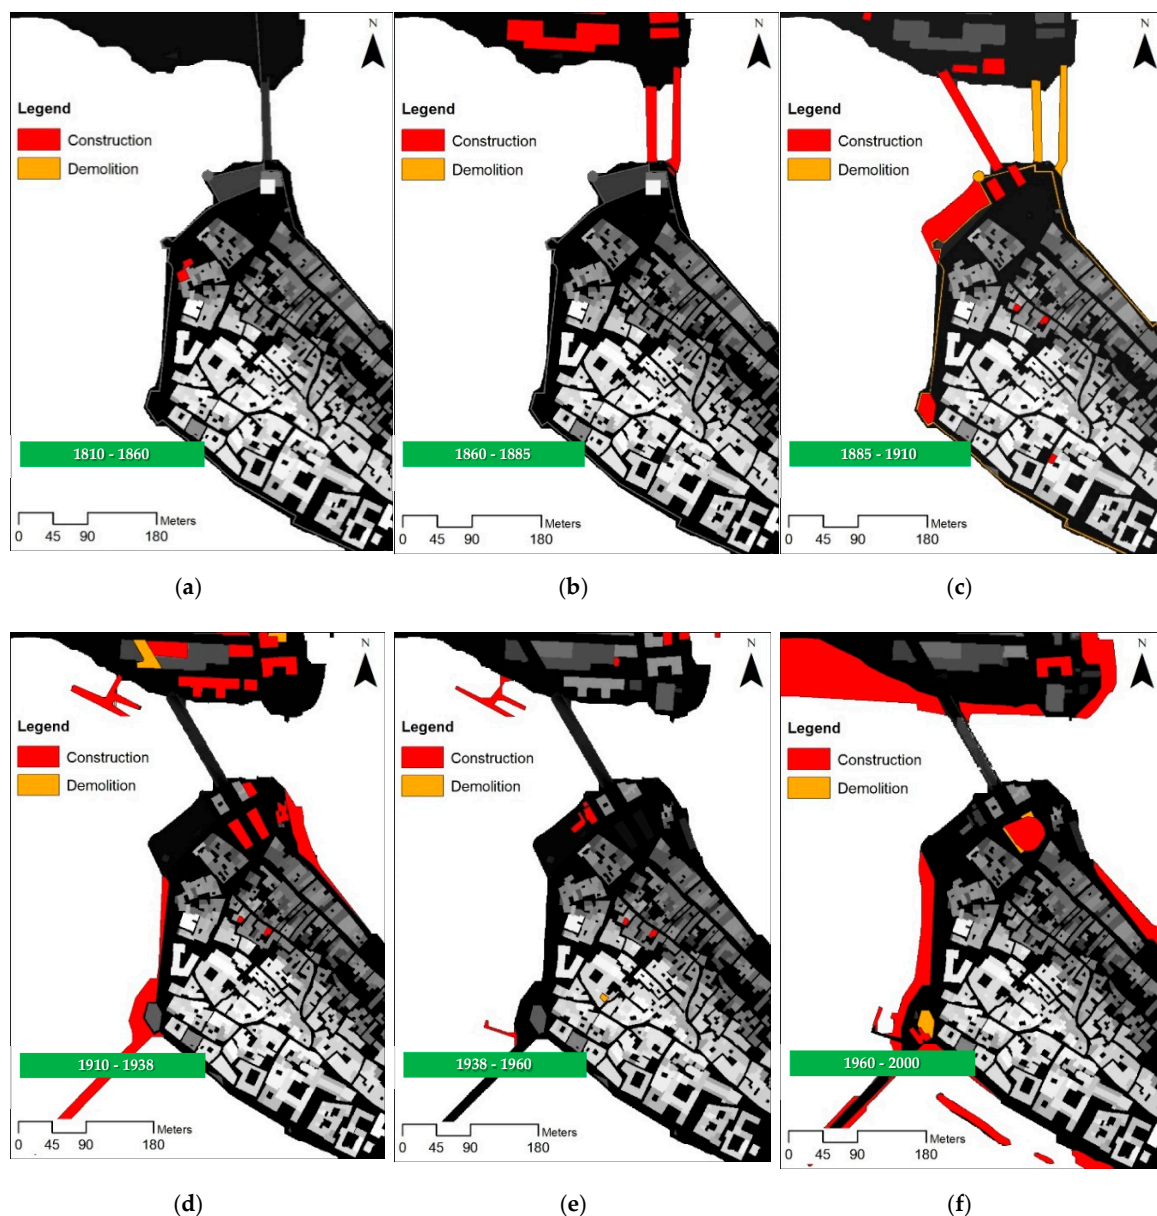 N
Legend
Construction
Demolition
1810 - 1860
Meters
0 45 90 180
(a)
N
Legend
Construction
Demolition
1860 - 1885
Meters
0 45 90 180
(b)
N
Legend
Construction
Demolition
1885 - 1910
Meters
0 45 90 180
(c)
N
Legend
Construction
Demolition
1910 - 1938
Meters
0 45 90 180
(d)
N
Legend
Construction
Demolition
1938 - 1960
Meters
0 45 90 180
(e)
N
Legend
Construction
Demolition
1960 - 2000
Meters
0 45 90 180
(f)